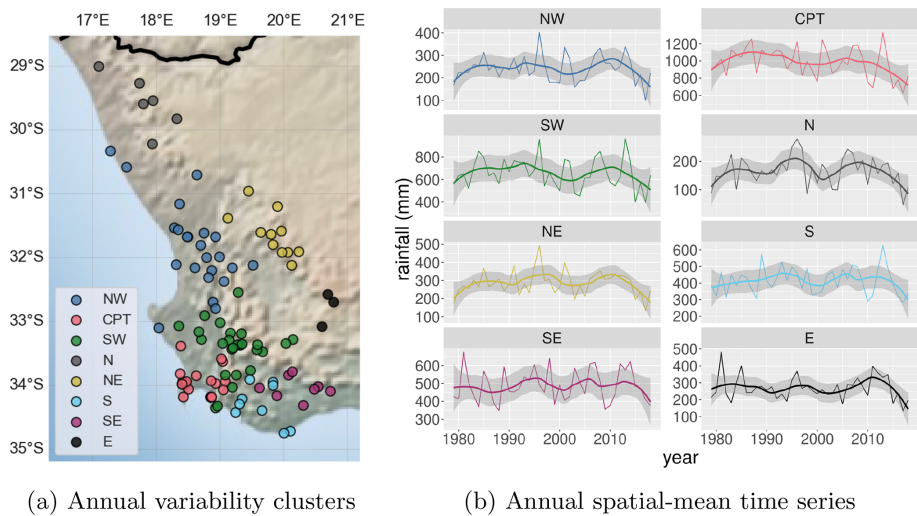 17°E 18°E 19°E 20°E 21°E
29°S
30°S
31°S
32°S
33°S
34°S
35°S
NW
CPT
SW
N
NE
S
SE
E
(a) Annual variability clusters
rainfall (mm)
NW
400
300
200
100
CPT
1200
1000
800
600
SW
800
600
400
N
200
100
NE
500
400
300
200
S
600
500
400
300
200
SE
600
500
400
300
E
500
400
300
200
100
1980 1990 2000 2010
1980 1990 2000 2010
year
(b) Annual spatial-mean time series